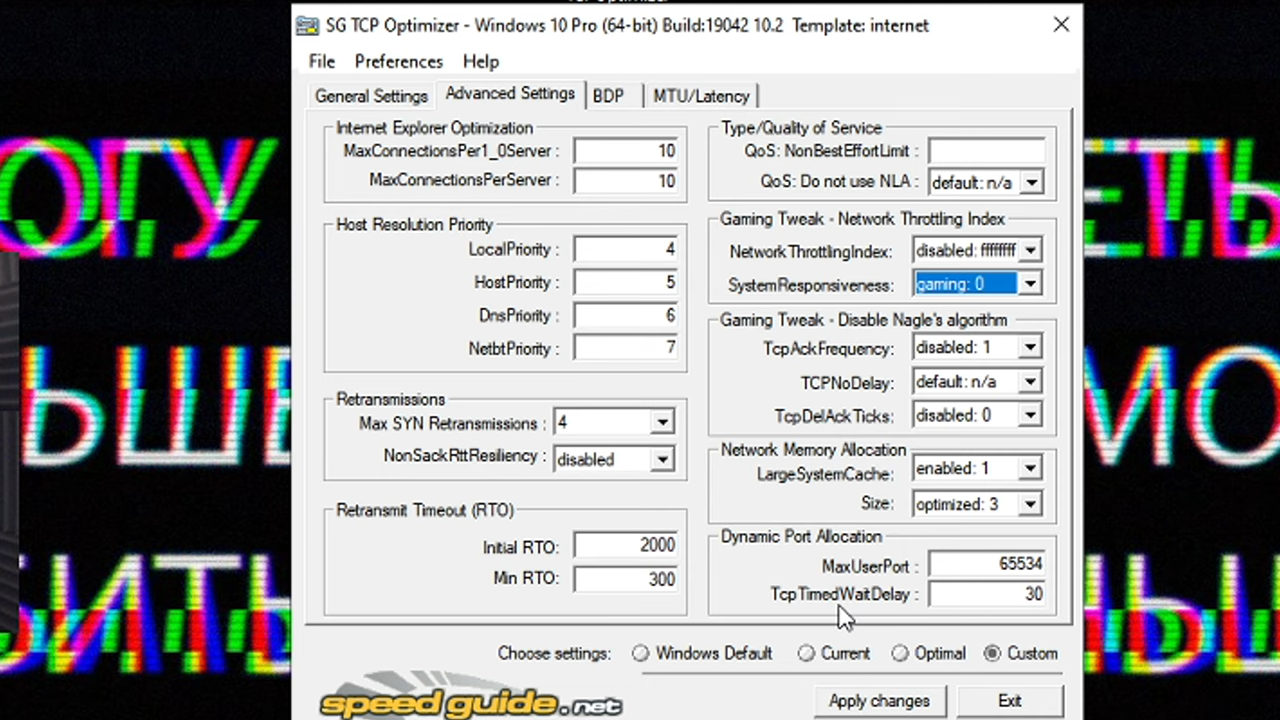 SG TCP Optimizer - Windows 10 Pro (64-bit) Build:19042 10.2 Template: internet
File Preferences Help
General Settings Advanced Settings BDP MTU/Latency
Internet Explorer Optimization
MaxConnectionsPer1_0Server : 10
MaxConnectionsPerServer : 10
Host Resolution Priority
LocalPriority : 4
HostPriority : 5
DnsPriority : 6
NetbtPriority : 7
Retransmissions
Max SYN Retransmissions : 4
NonSackRttResiliency : disabled
Retransmit Timeout (RTO)
Initial RTO: 2000
Min RTO: 300
Type/Quality of Service
QoS: NonBestEffortLimit :
QoS: Do not use NLA : default: n/a
Gaming Tweak - Network Throttling Index
NetworkThrottlingIndex: disabled: ffffffff
SystemResponsiveness: gaming: 0
Gaming Tweak - Disable Nagle's algorithm
TcpAckFrequency: disabled: 1
TCPNoDelay: default: n/a
TcpDelAckTicks: disabled: 0
Network Memory Allocation
LargeSystemCache: enabled: 1
Size: optimized: 3
Dynamic Port Allocation
MaxUserPort : 65534
TcpTimedWaitDelay : 30
Choose settings: Windows Default Current Optimal Custom
speedguide.net
Apply changes Exit
ОГУ
ЕТЬ
ЬШЕ
МО
БИТЬ